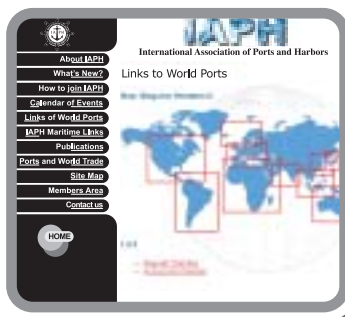 IAPH
International Association of Ports and Harbors
About IAPH
What's New?
How to join IAPH
Calendar of Events
Links of World Ports
IAPH Maritime Links
Publications
Ports and World Trade
Site Map
Members Area
Contact us
HOME
Links to World Ports